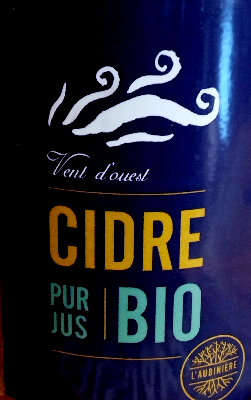 Vent d'ouest
CIDRE
PUR JUS
BIO
L'AUBINIÈRE